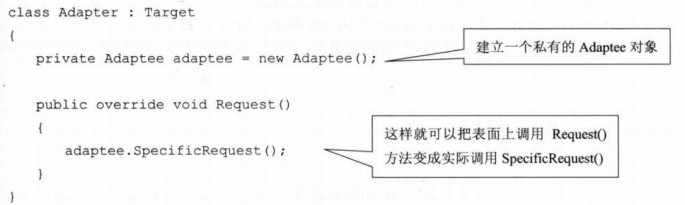 class Adapter : Target
{
private Adaptee adaptee = new Adaptee();
建立一个私有的 Adaptee 对象
public override void Request()
{
adaptee.SpecificRequest();
这样就可以把表面上调用 Request()
方法变成实际调用 SpecificRequest()
}
}